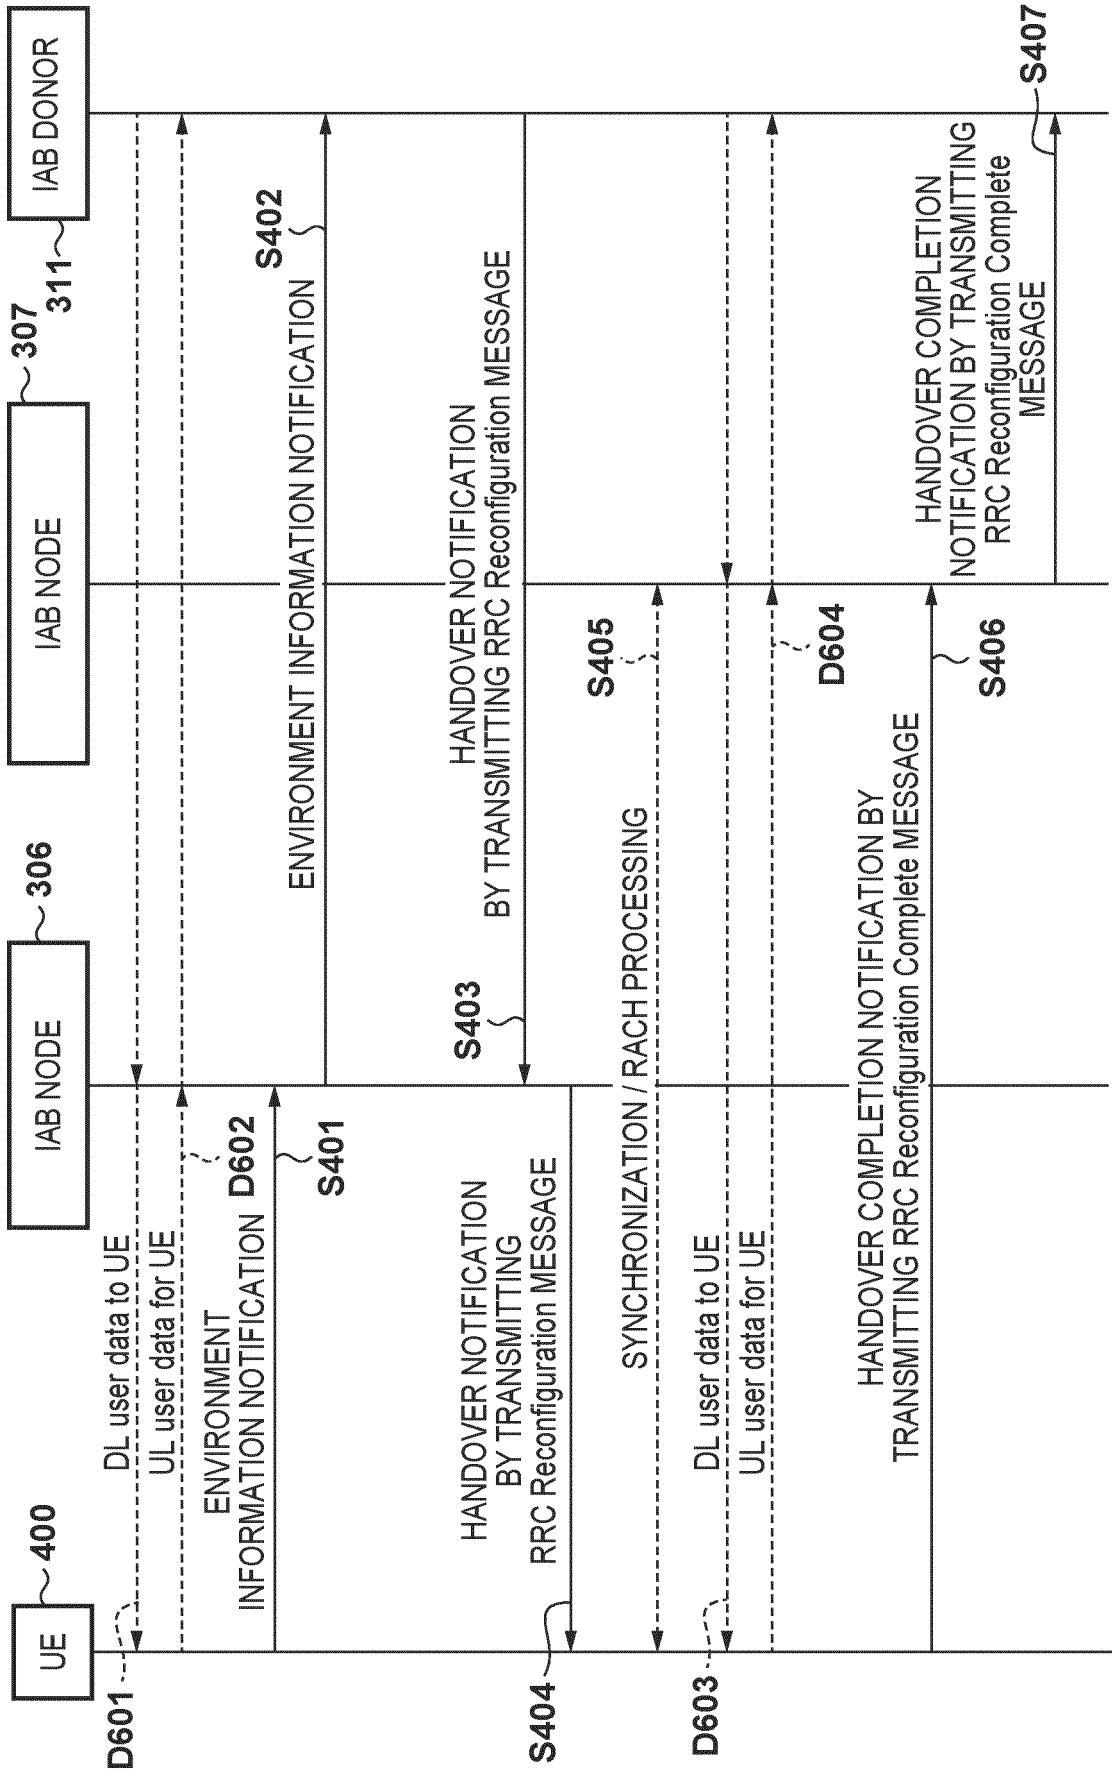 UE
400
IAB NODE
306
IAB NODE
307
IAB DONOR
311
D601
DL user data to UE
UL user data for UE
D602
ENVIRONMENT
INFORMATION NOTIFICATION
S401
ENVIRONMENT INFORMATION NOTIFICATION
S402
HANDOVER NOTIFICATION
BY TRANSMITTING RRC Reconfiguration MESSAGE
S403
HANDOVER NOTIFICATION
BY TRANSMITTING
RRC Reconfiguration MESSAGE
S404
SYNCHRONIZATION / RACH PROCESSING
S405
DL user data to UE
UL user data for UE
D603
D604
HANDOVER COMPLETION NOTIFICATION BY
TRANSMITTING RRC Reconfiguration Complete MESSAGE
S406
HANDOVER COMPLETION
NOTIFICATION BY TRANSMITTING
RRC Reconfiguration Complete
MESSAGE
S407